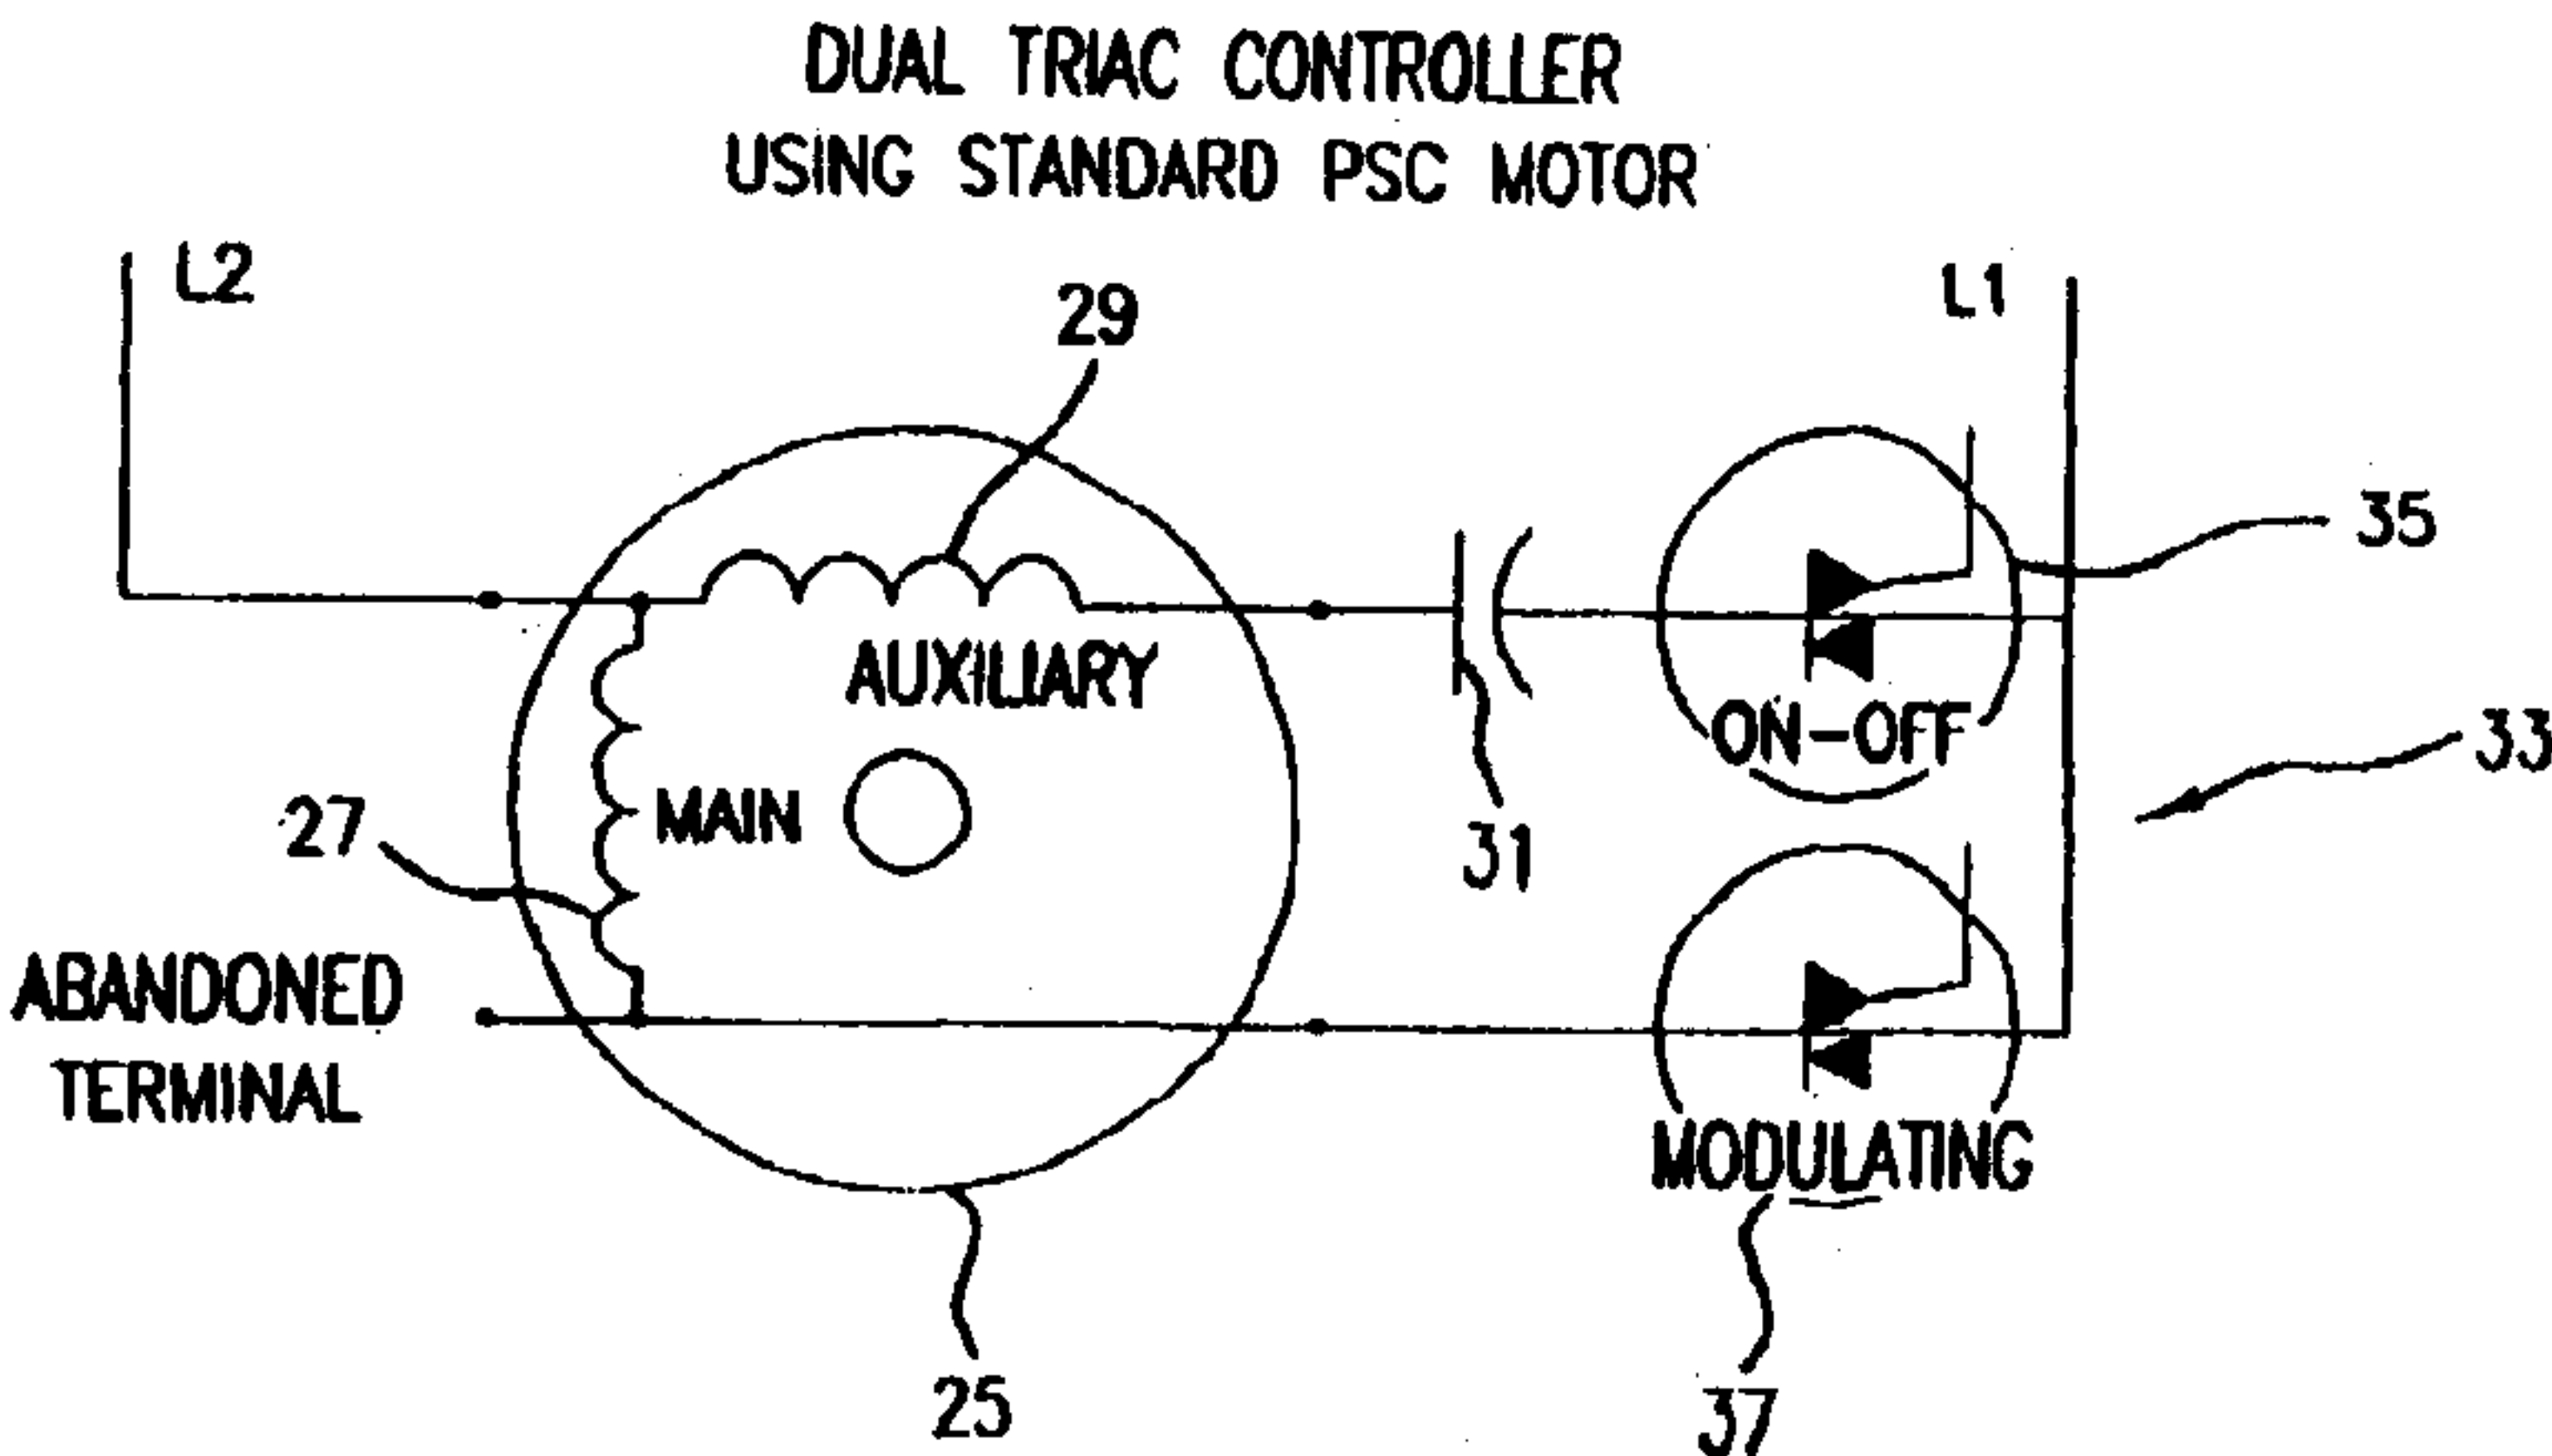 DUAL TRIAC CONTROLLER
USING STANDARD PSC MOTOR
L2
L1
29
35
AUXILIARY
ON-OFF
33
27
MAIN
31
ABANDONED
TERMINAL
MODULATING
25
37